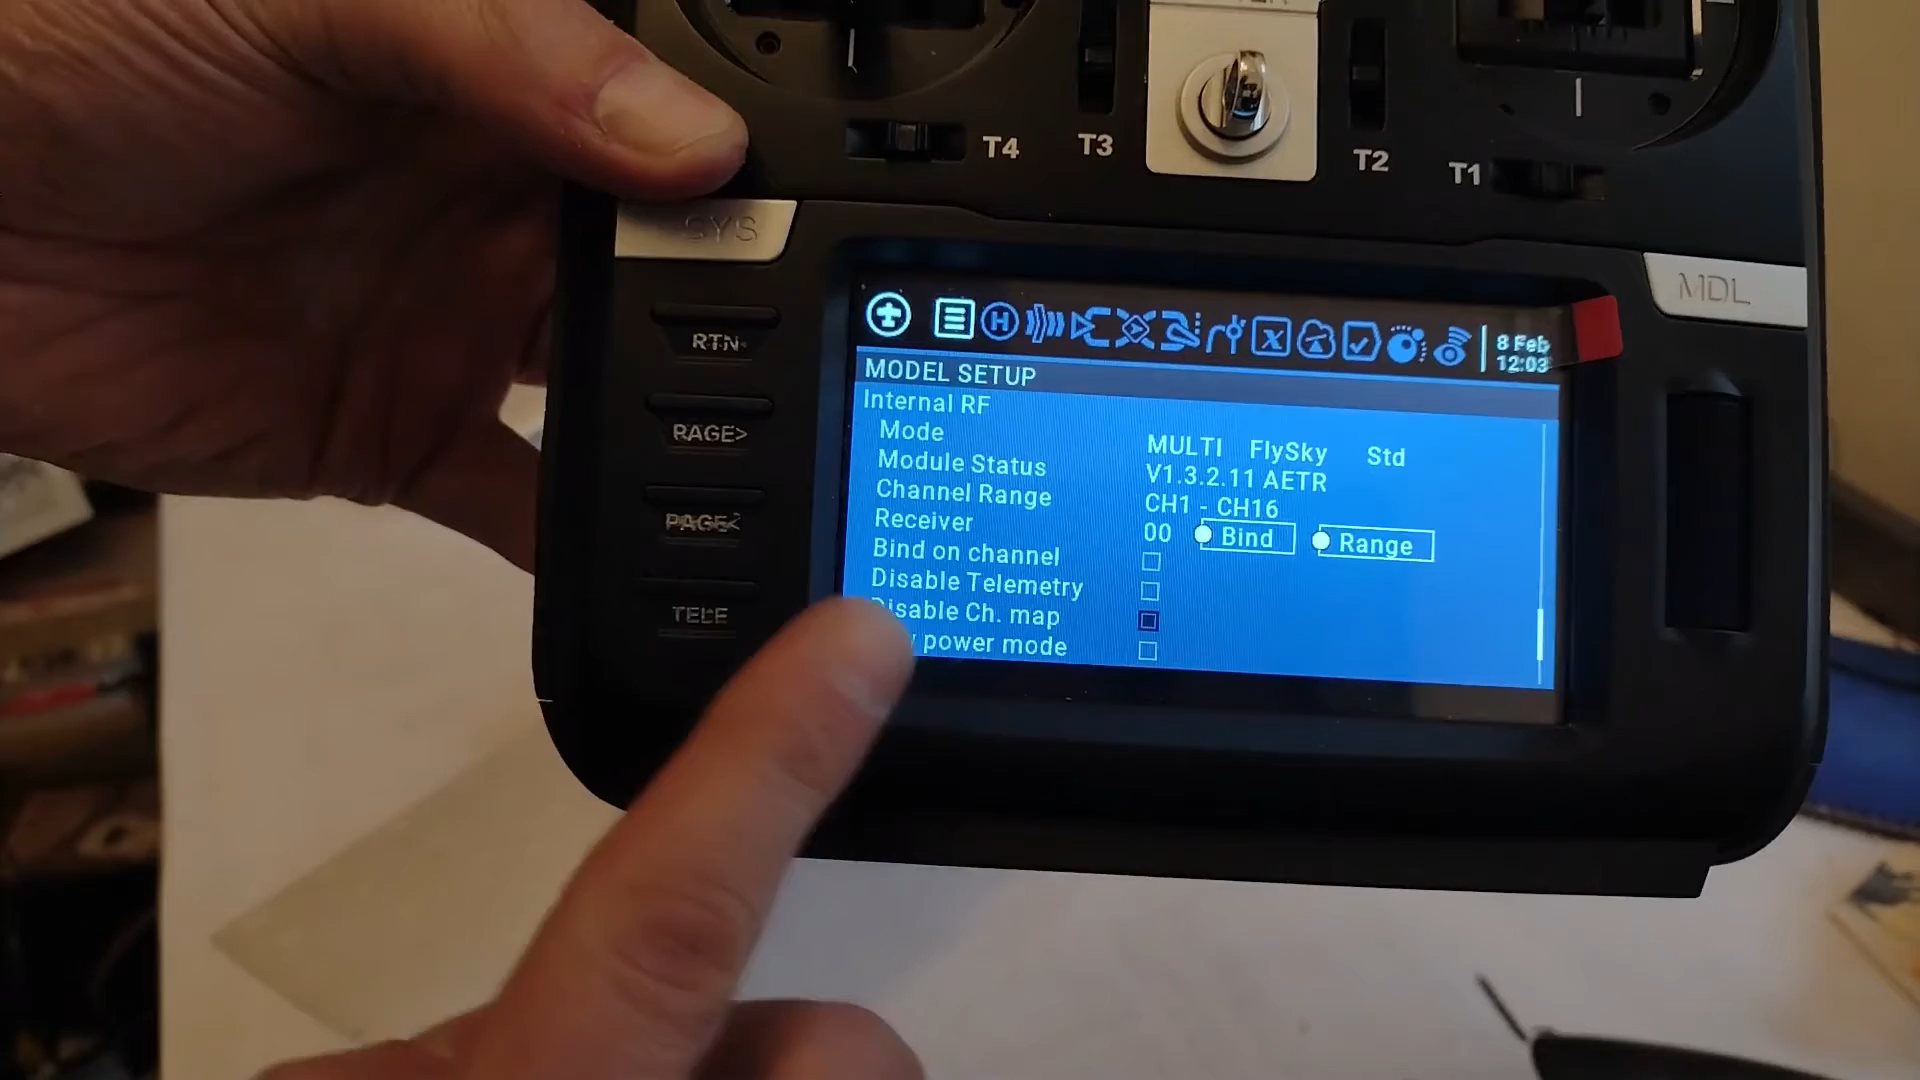 T4
T3
T2
T1
SYS
MDL
RTN
PAGE>
PAGE<
TELE
8 Feb
12:03
MODEL SETUP
Internal RF
Mode MULTI FlySky Std
Module Status V1.3.2.11 AETR
Channel Range CH1 - CH16
Receiver 00 Bind Range
Bind on channel
Disable Telemetry
Disable Ch. map
power mode